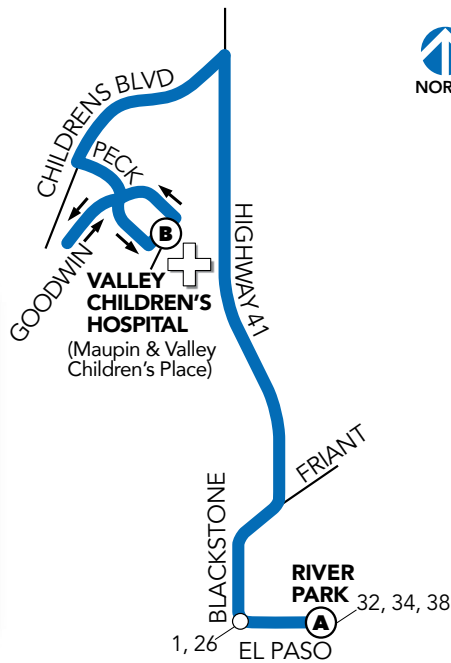 NOR
CHILDRENS BLVD
PECK
GOODWIN
B
VALLEY
CHILDREN'S
HOSPITAL
(Maupin & Valley
Children's Place)
HIGHWAY 41
FRIANT
BLACKSTONE
RIVER
PARK
A
32, 34, 38
1, 26
EL PASO